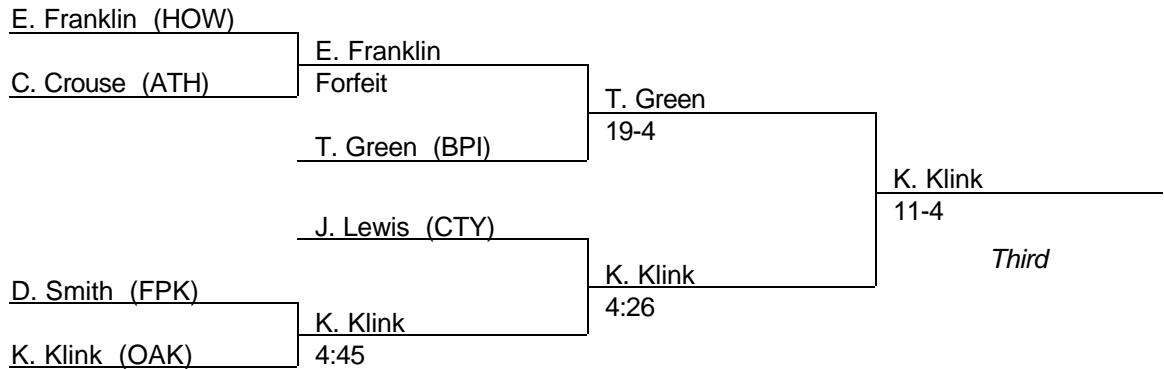 E. Franklin (HOW)
E. Franklin
C. Crouse (ATH)
Forfeit
T. Green
19-4
T. Green (BPI)
K. Klink
11-4
J. Lewis (CTY)
Third
K. Klink
D. Smith (FPK)
4:26
K. Klink
K. Klink (OAK)
4:45